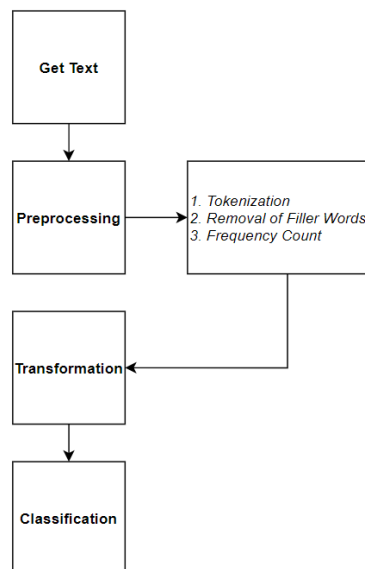 Get Text
Preprocessing
1. Tokenization
2. Removal of Filler Words
3. Frequency Count
Transformation
Classification